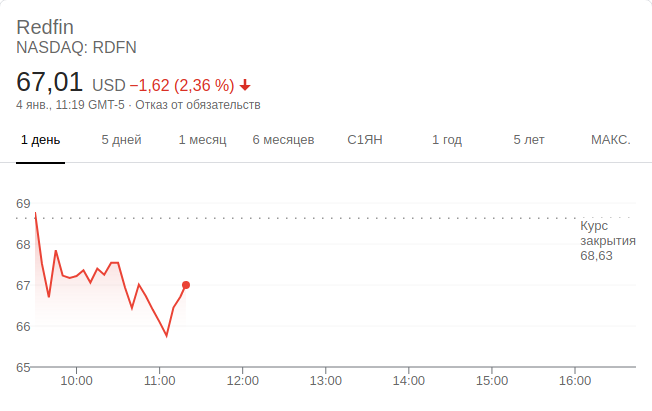 Redfin
NASDAQ: RDFN
67,01 USD −1,62 (2,36 %)
4 янв., 11:19 GMT-5 · Отказ от обязательств
1 день 5 дней 1 месяц 6 месяцев С1ЯН 1 год 5 лет МАКС.
69
Курс
закрытия
68,63
68
67
66
65
10:00 11:00 12:00 13:00 14:00 15:00 16:00